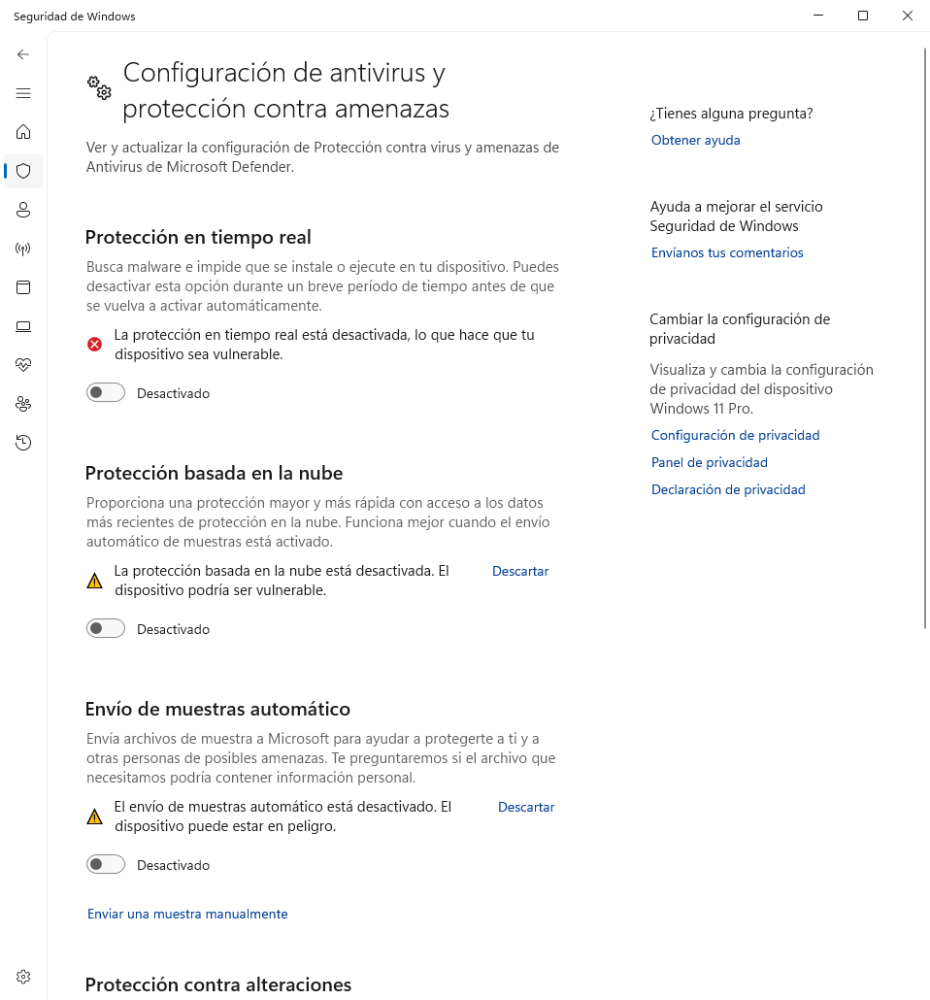 Seguridad de Windows
Configuración de antivirus y
protección contra amenazas
Ver y actualizar la configuración de Protección contra virus y amenazas de
Antivirus de Microsoft Defender.
Protección en tiempo real
Busca malware e impide que se instale o ejecute en tu dispositivo. Puedes
desactivar esta opción durante un breve período de tiempo antes de que
se vuelva a activar automáticamente.
La protección en tiempo real está desactivada, lo que hace que tu
dispositivo sea vulnerable.
Desactivado
Protección basada en la nube
Proporciona una protección mayor y más rápida con acceso a los datos
más recientes de protección en la nube. Funciona mejor cuando el envío
automático de muestras está activado.
La protección basada en la nube está desactivada. El
dispositivo podría ser vulnerable.
Descartar
Desactivado
Envío de muestras automático
Envía archivos de muestra a Microsoft para ayudar a protegerte a ti y a
otras personas de posibles amenazas. Te preguntaremos si el archivo que
necesitamos podría contener información personal.
El envío de muestras automático está desactivado. El
dispositivo puede estar en peligro.
Descartar
Desactivado
Enviar una muestra manualmente
Protección contra alteraciones
¿Tienes alguna pregunta?
Obtener ayuda
Ayuda a mejorar el servicio
Seguridad de Windows
Envíanos tus comentarios
Cambiar la configuración de
privacidad
Visualiza y cambia la configuración
de privacidad del dispositivo
Windows 11 Pro.
Configuración de privacidad
Panel de privacidad
Declaración de privacidad